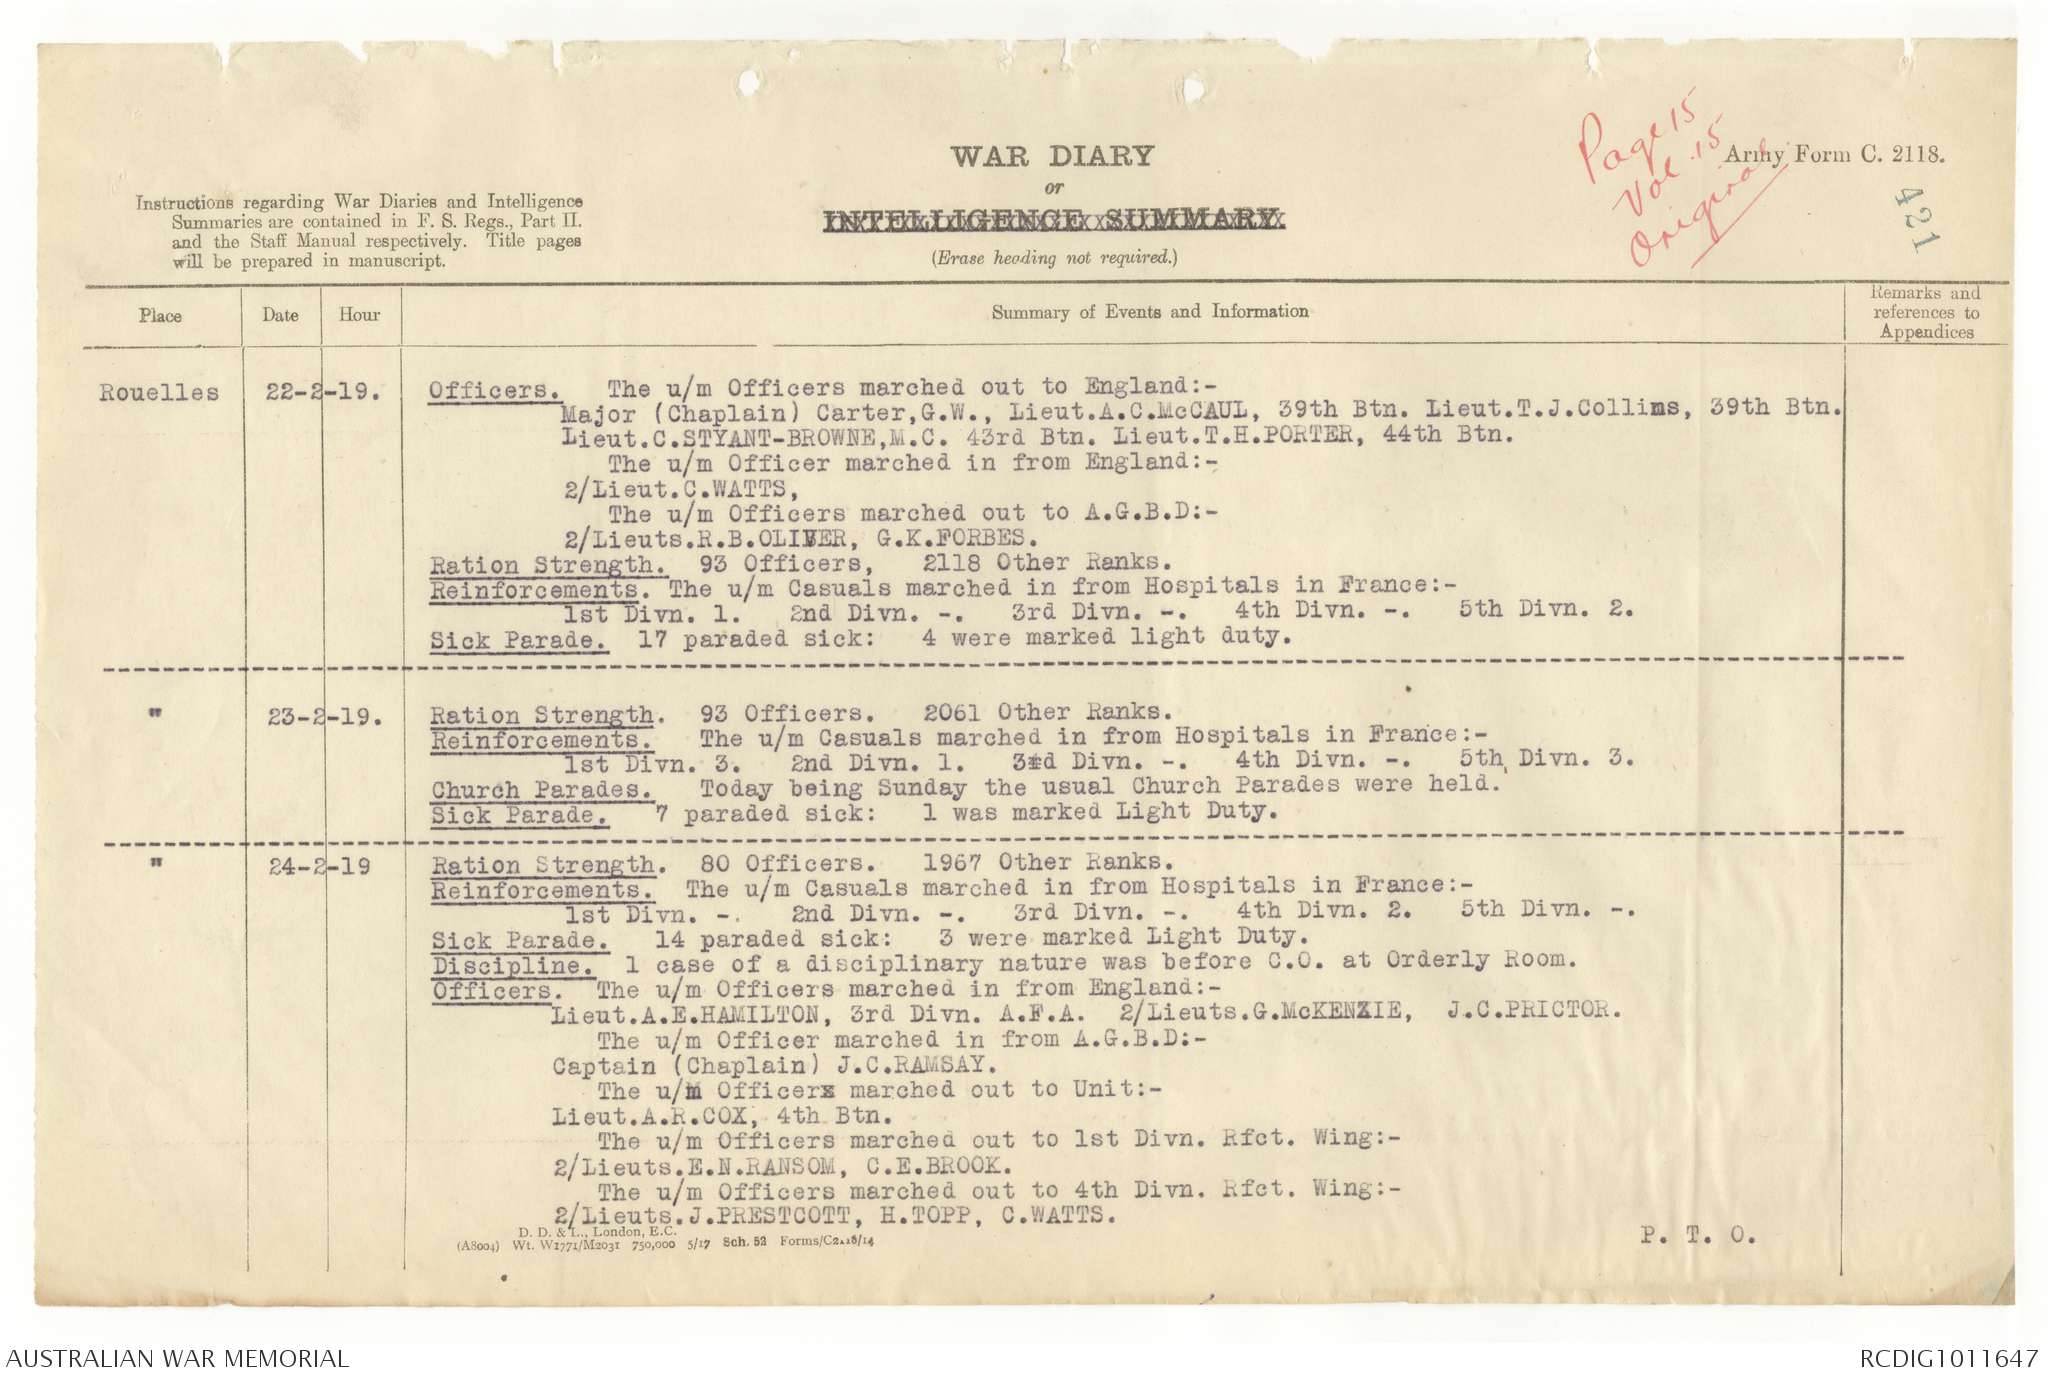 Page 15
Vol. 15
Original
421
Army Form C. 2118.
WAR DIARY
or
INTELLIGENCE SUMMARY.
(Erase heading not required.)
Instructions regarding War Diaries and Intelligence
Summaries are contained in F. S. Regs., Part II.
and the Staff Manual respectively. Title pages
will be prepared in manuscript.
Place Date Hour Summary of Events and Information Remarks and
references to
Appendices
Rouelles 22-2-19. Officers. The u/m Officers marched out to England:-
Major (Chaplain) Carter,G.W., Lieut.A.C.McCAUL, 39th Btn. Lieut.T.J.Collins, 39th Btn.
Lieut.C.STYANT-BROWNE,M.C. 43rd Btn. Lieut.T.H.PORTER, 44th Btn.
The u/m Officer marched in from England:-
2/Lieut.C.WATTS,
The u/m Officers marched out to A.G.B.D:-
2/Lieuts.R.B.OLIVER, G.K.FORBES.
Ration Strength. 93 Officers, 2118 Other Ranks.
Reinforcements. The u/m Casuals marched in from Hospitals in France:-
1st Divn. 1. 2nd Divn. -. 3rd Divn. -. 4th Divn. -. 5th Divn. 2.
Sick Parade. 17 paraded sick: 4 were marked light duty.
" 23-2-19. Ration Strength. 93 Officers. 2061 Other Ranks.
Reinforcements. The u/m Casuals marched in from Hospitals in France:-
1st Divn. 3. 2nd Divn. 1. 3rd Divn. -. 4th Divn. -. 5th Divn. 3.
Church Parades. Today being Sunday the usual Church Parades were held.
Sick Parade. 7 paraded sick: 1 was marked Light Duty.
" 24-2-19 Ration Strength. 80 Officers. 1967 Other Ranks.
Reinforcements. The u/m Casuals marched in from Hospitals in France:-
1st Divn. -. 2nd Divn. -. 3rd Divn. -. 4th Divn. 2. 5th Divn. -.
Sick Parade. 14 paraded sick: 3 were marked Light Duty.
Discipline. 1 case of a disciplinary nature was before C.O. at Orderly Room.
Officers. The u/m Officers marched in from England:-
Lieut.A.E.HAMILTON, 3rd Divn. A.F.A. 2/Lieuts.G.McKENZIE, J.C.PRICTOR.
The u/m Officer marched in from A.G.B.D:-
Captain (Chaplain) J.C.RAMSAY.
The u/m Officerx marched out to Unit:-
Lieut.A.R.COX, 4th Btn.
The u/m Officers marched out to 1st Divn. Rfct. Wing:-
2/Lieuts.E.N.RANSOM, C.E.BROOK.
The u/m Officers marched out to 4th Divn. Rfct. Wing:-
2/Lieuts.J.PRESTCOTT, H.TOPP, C.WATTS.
P. T. O.
D. D. & L., London, E.C.
(A8004) Wt. W1771/M2031 750,000 5/17 Sch. 52 Forms/C2118/14
AUSTRALIAN WAR MEMORIAL RCDIG1011647